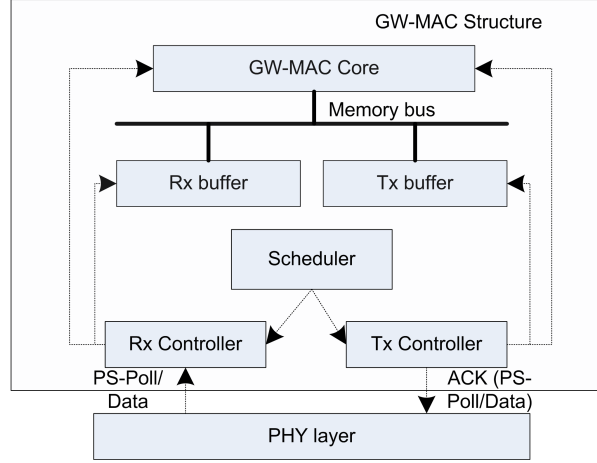 GW-MAC Structure
GW-MAC Core
Memory bus
Rx buffer
Tx buffer
Scheduler
Rx Controller
Tx Controller
PS-Poll/
Data
ACK (PS-
Poll/Data)
PHY layer